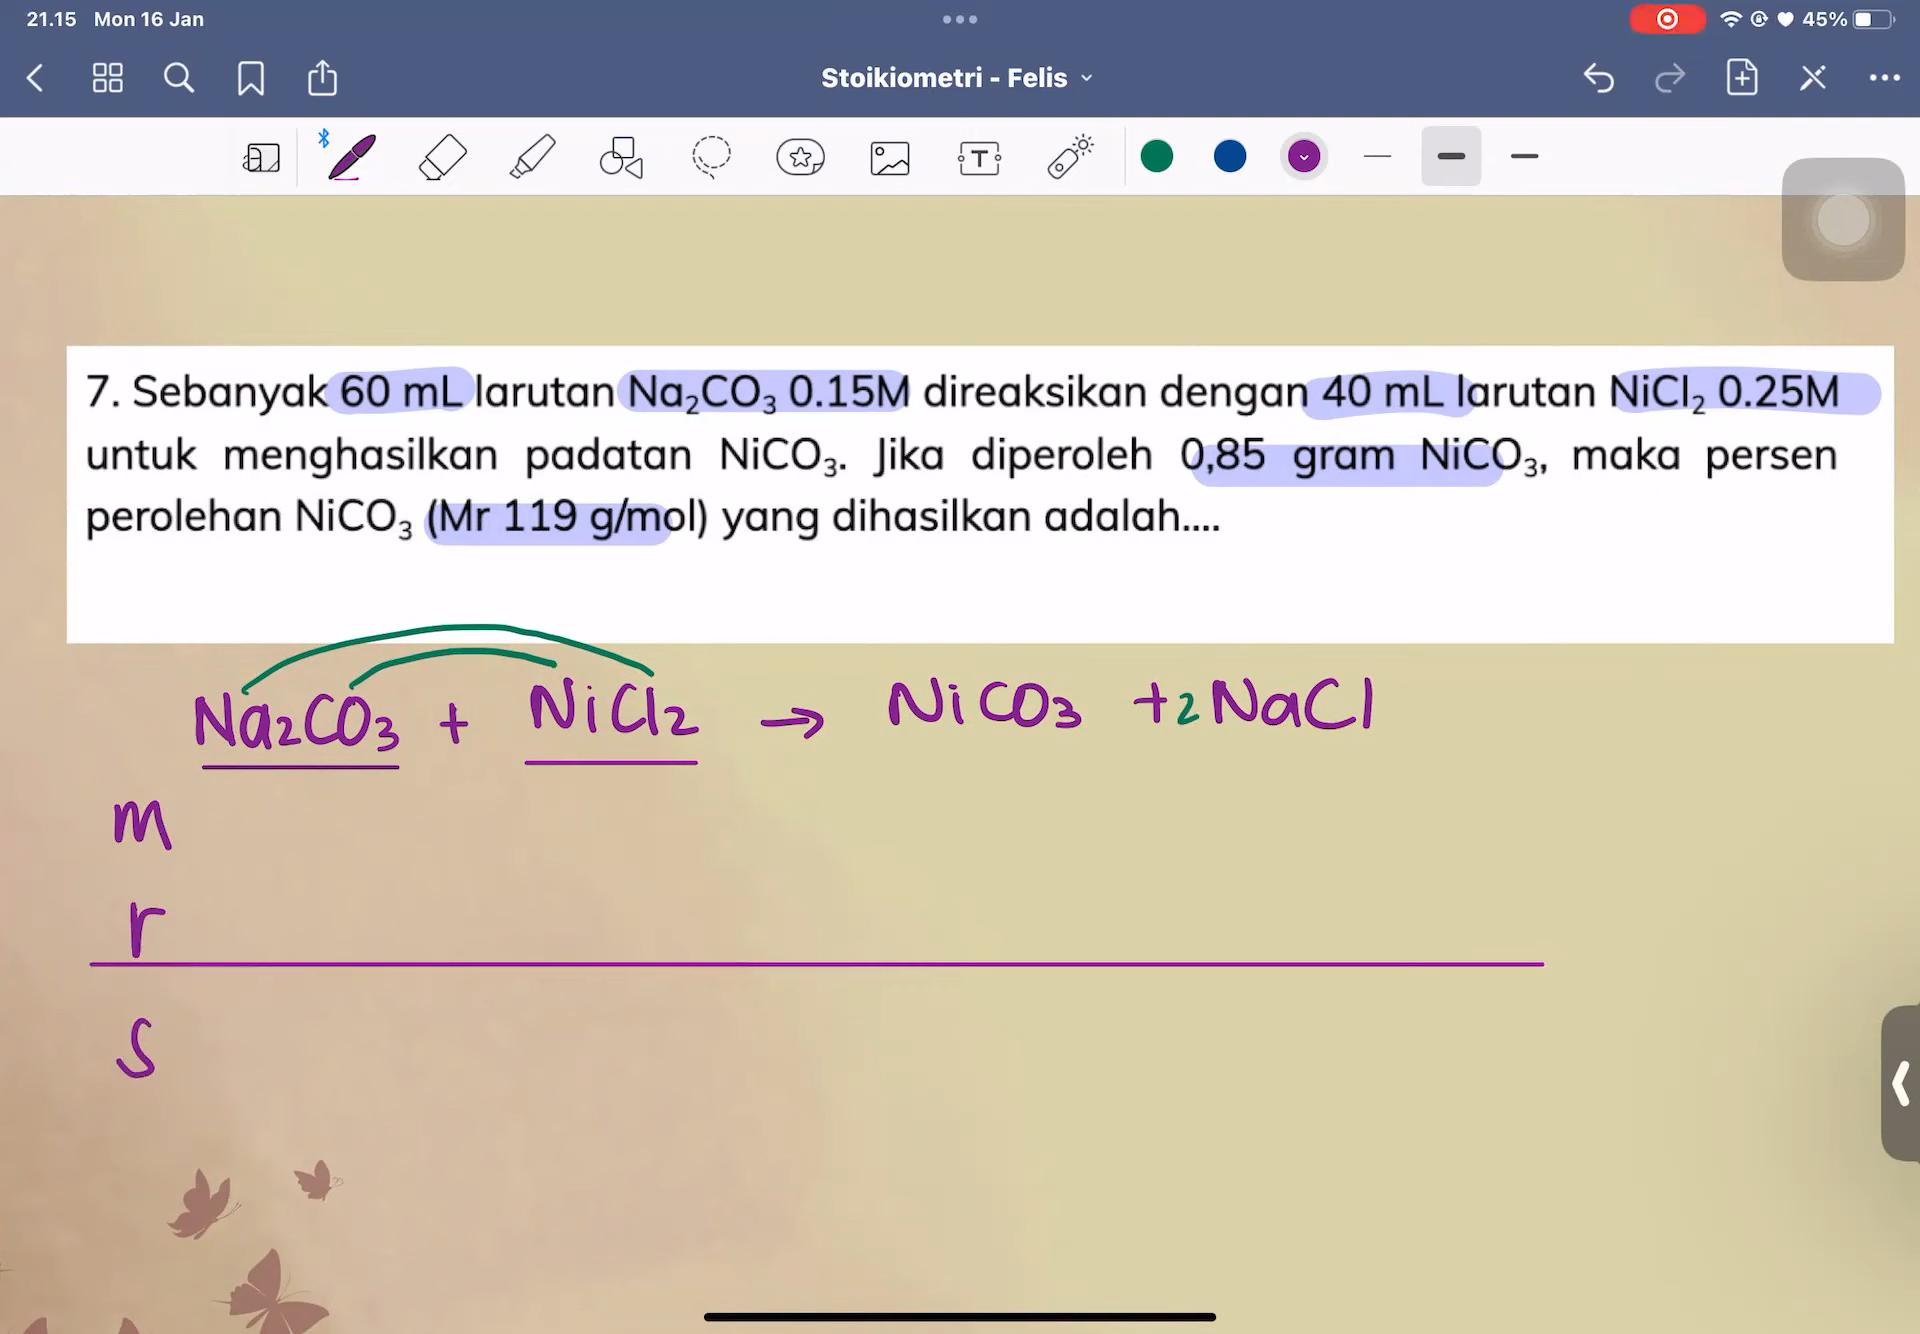 21.15 Mon 16 Jan
45%
Stoikiometri - Felis
7. Sebanyak 60 mL larutan Na₂CO₃ 0.15M direaksikan dengan 40 mL larutan NiCl₂ 0.25M
untuk menghasilkan padatan NiCO₃. Jika diperoleh 0,85 gram NiCO₃, maka persen
perolehan NiCO₃ (Mr 119 g/mol) yang dihasilkan adalah....
Na₂CO₃ + NiCl₂ → NiCO₃ + 2 NaCl
m
r
s